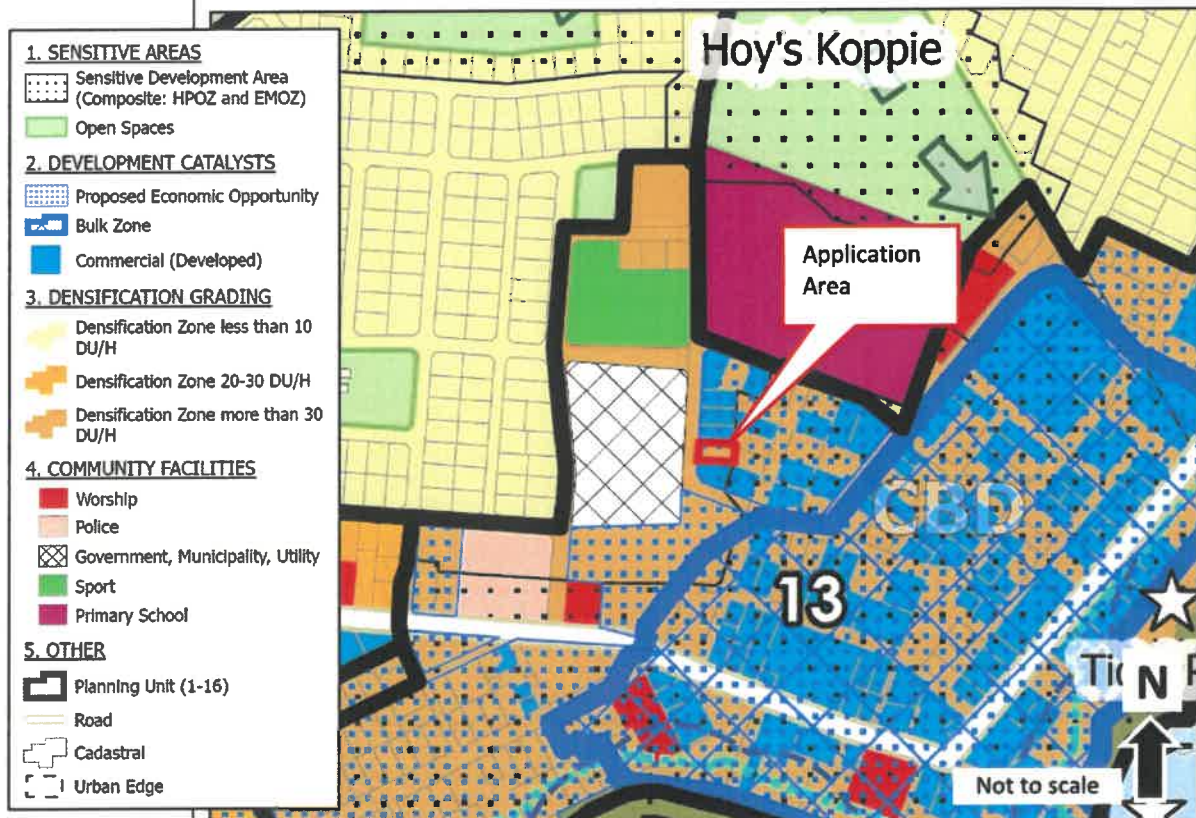 1. SENSITIVE AREAS
Sensitive Development Area
(Composite: HPOZ and EMOZ)
Open Spaces
2. DEVELOPMENT CATALYSTS
Proposed Economic Opportunity
Bulk Zone
Commercial (Developed)
3. DENSIFICATION GRADING
Densification Zone less than 10
DU/H
Densification Zone 20-30 DU/H
Densification Zone more than 30
DU/H
4. COMMUNITY FACILITIES
Worship
Police
Government, Municipality, Utility
Sport
Primary School
5. OTHER
Planning Unit (1-16)
Road
Cadastral
Urban Edge
Hoy's Koppie
Application
Area
CBD
13
N
Not to scale